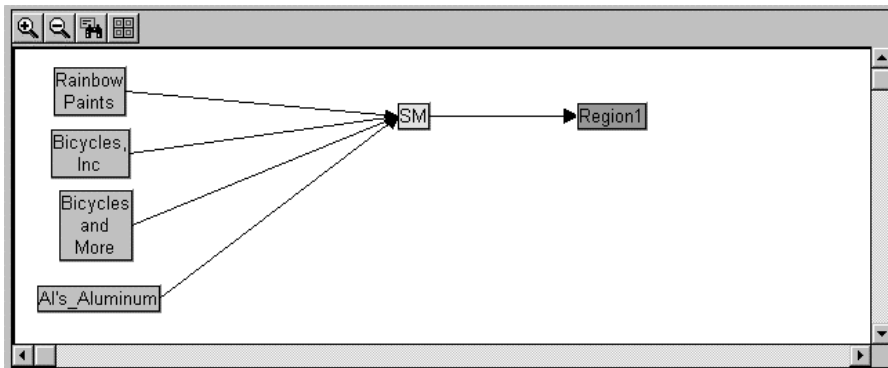 Rainbow
Paints
Bicycles,
Inc
Bicycles
and
More
Al's_Aluminum
SM
Region1